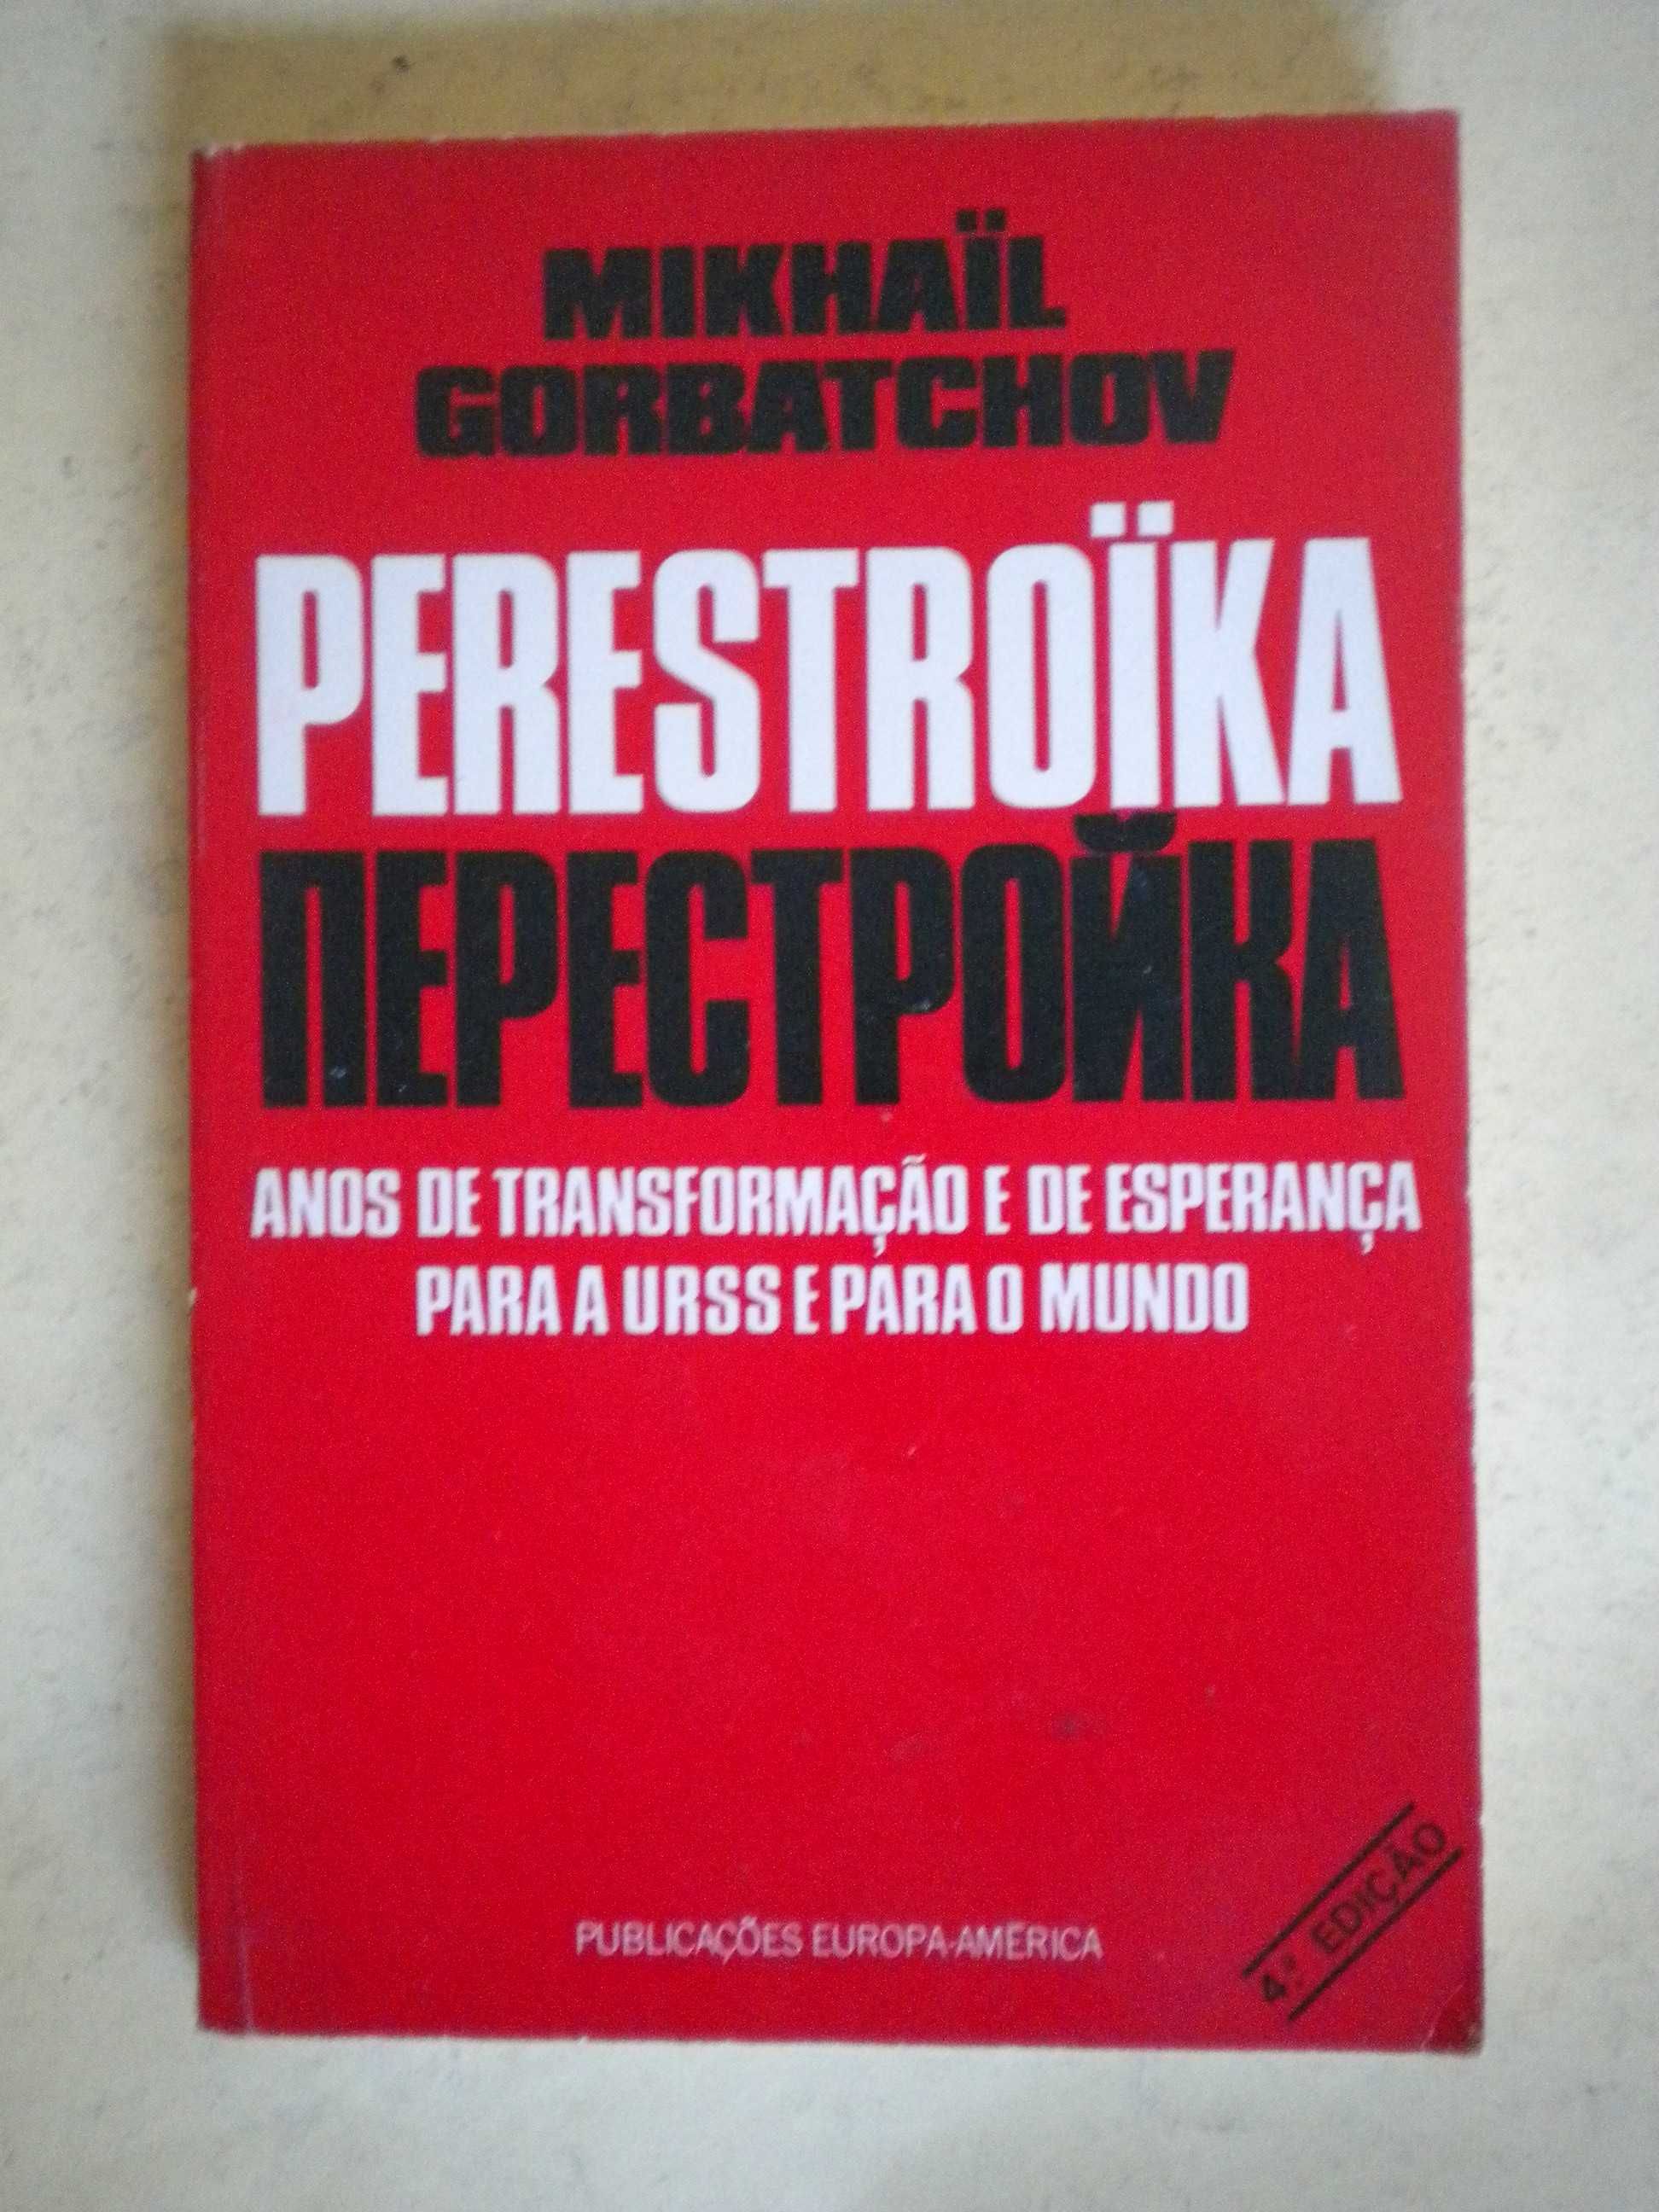 MIKHAÏL
GORBATCHOV
PERESTROÏKA
ПЕРЕСТРОЙКА
ANOS DE TRANSFORMAÇÃO E DE ESPERANÇA
PARA A URSS E PARA O MUNDO
PUBLICAÇÕES EUROPA-AMÉRICA
4.ª EDIÇÃO